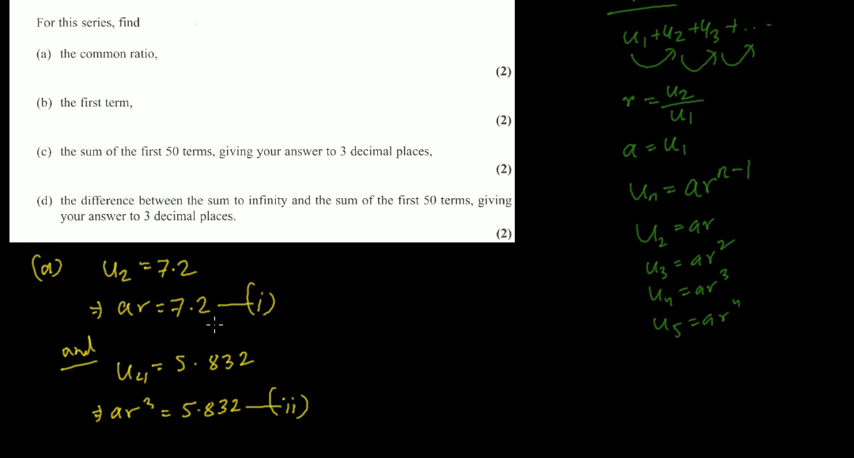 For this series, find
(a) the common ratio,
(2)
(b) the first term,
(2)
(c) the sum of the first 50 terms, giving your answer to 3 decimal places,
(2)
(d) the difference between the sum to infinity and the sum of the first 50 terms, giving
your answer to 3 decimal places.
(2)
(a) u₂ = 7.2
⇒ ar = 7.2 —(i)
and
u₄ = 5.832
⇒ ar³ = 5.832 —(ii)
u₁+u₂+u₃+...
r = u₂/u₁
a = u₁
uₙ = arⁿ⁻¹
u₂ = ar
u₃ = ar²
u₄ = ar³
u₅ = ar⁴